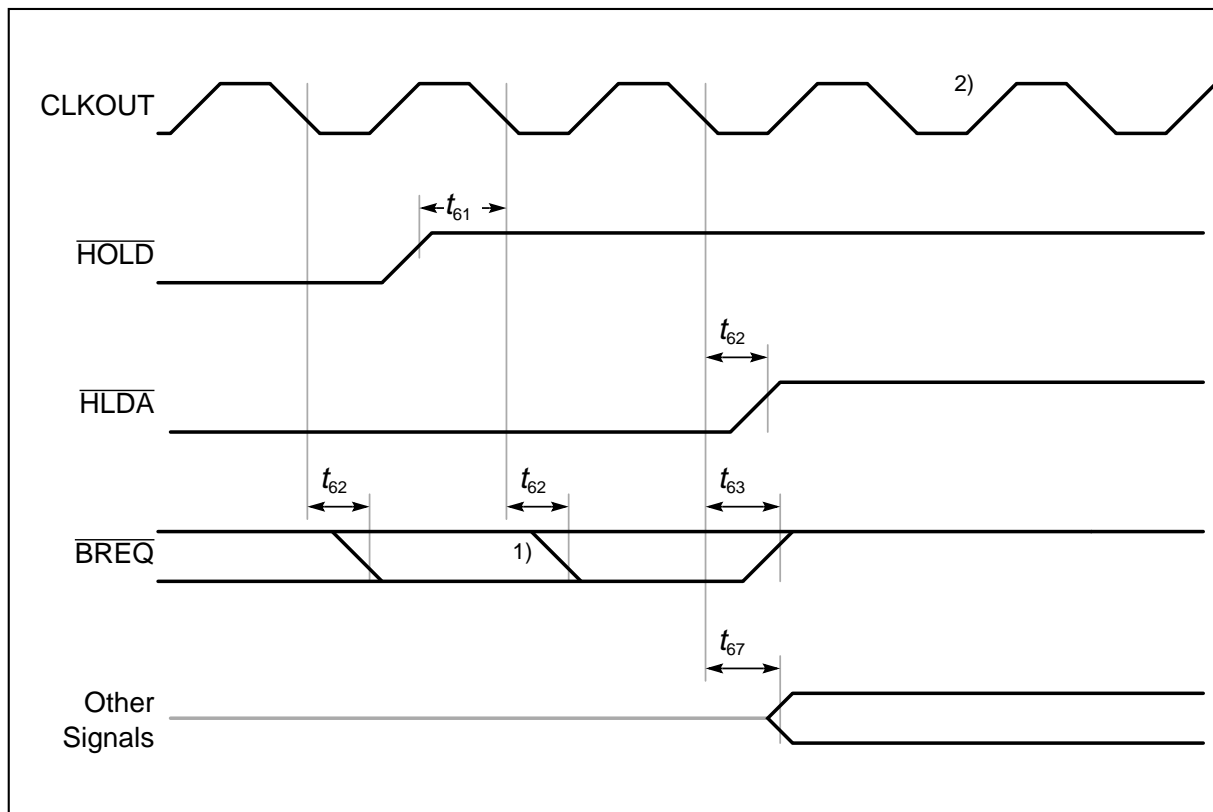 CLKOUT
2)
t61
HOLD
t62
HLDA
t62
t62
t63
BREQ
1)
t67
Other
Signals